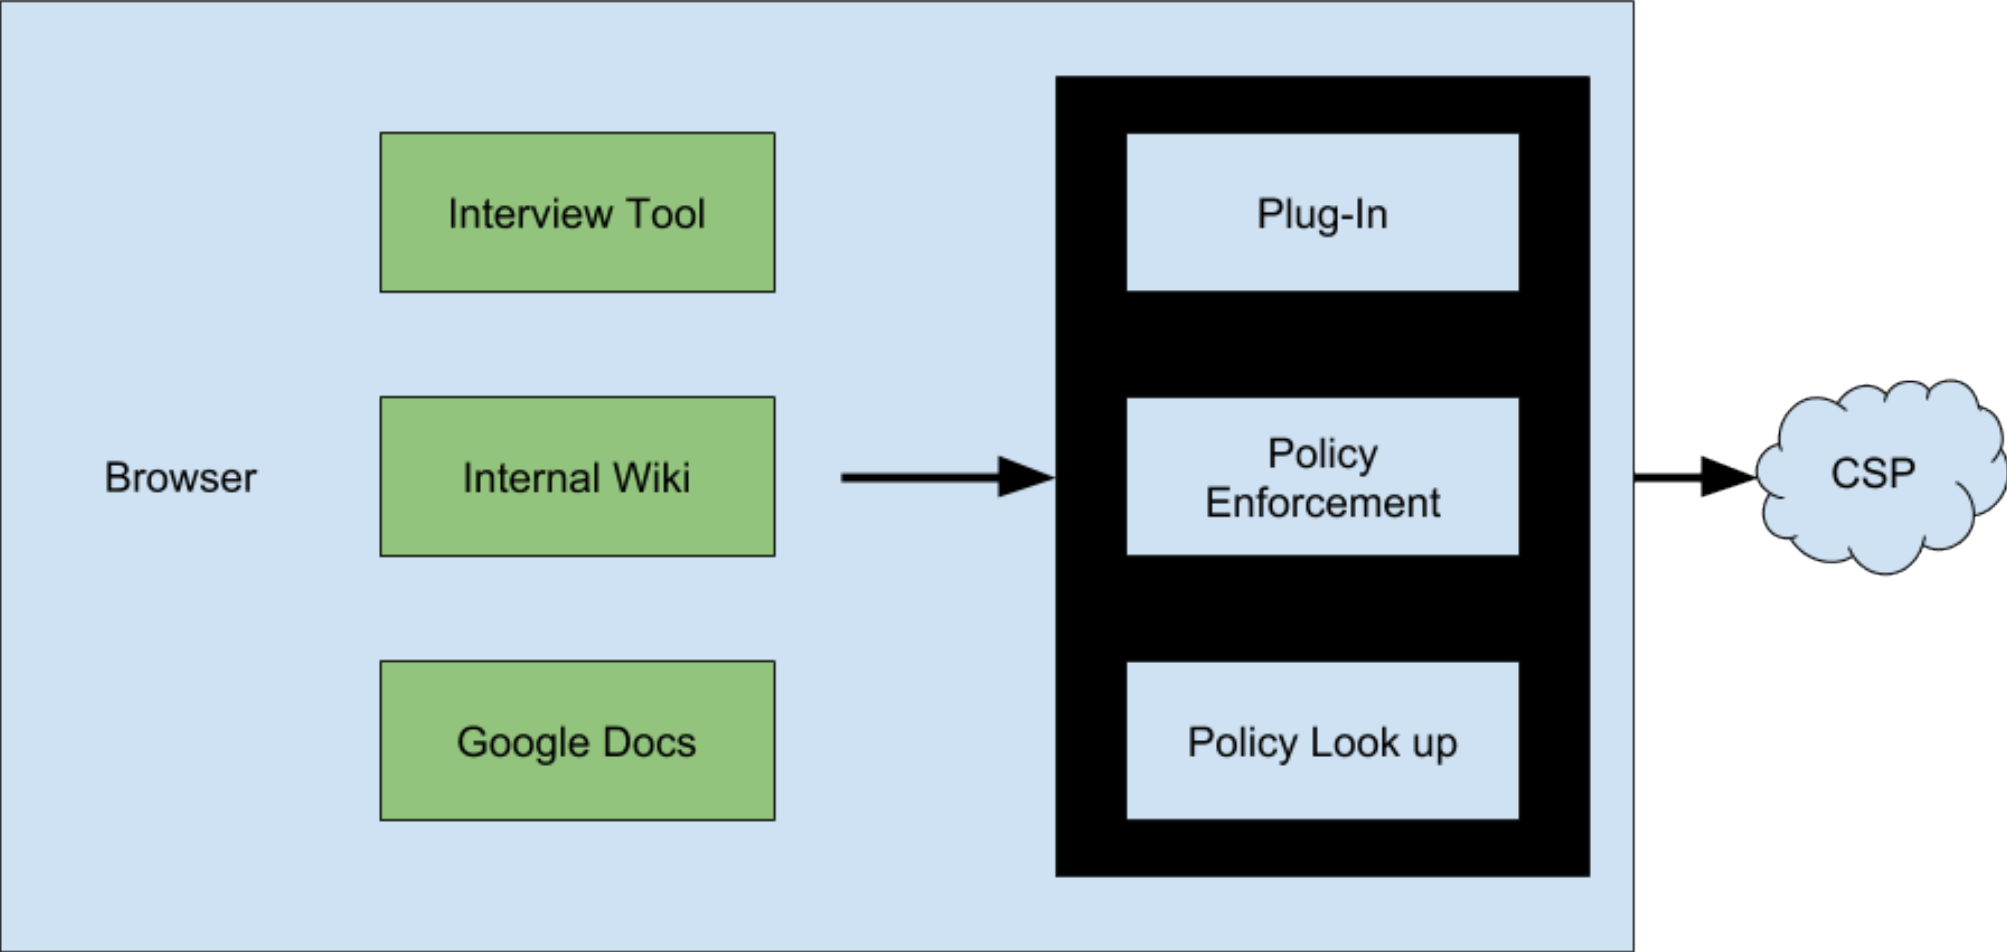 Interview Tool
Plug-In
Browser
Internal Wiki
Policy
Enforcement
CSP
Google Docs
Policy Look up